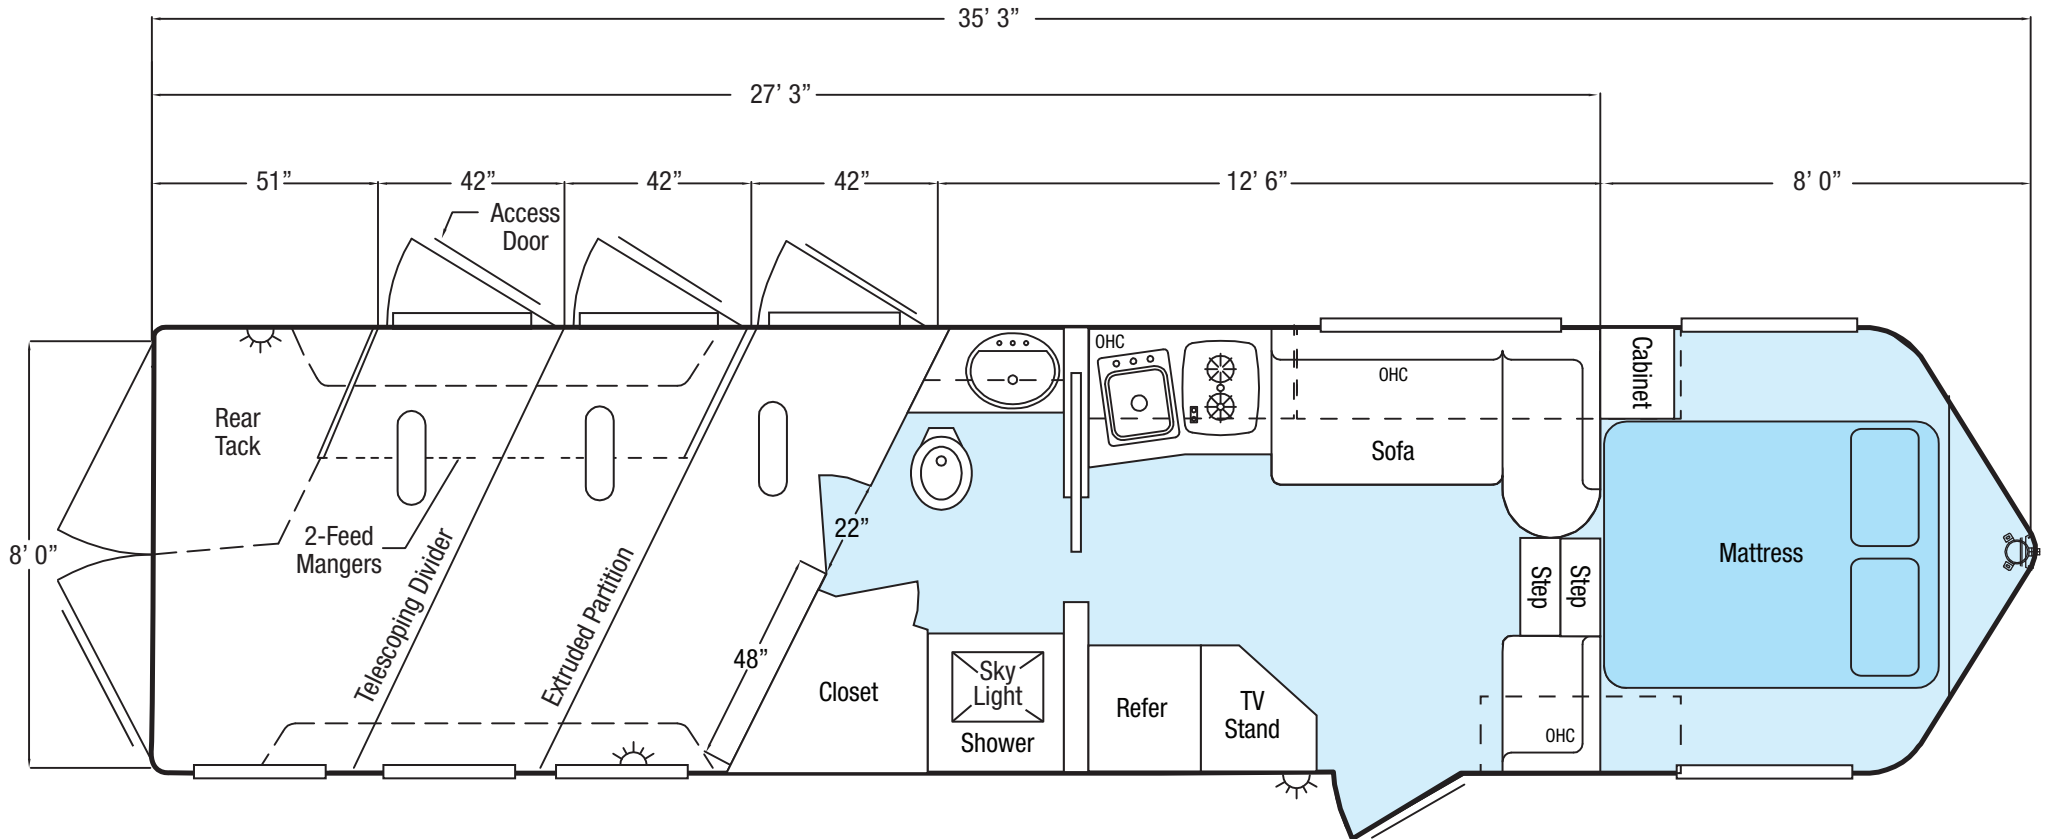 35’ 3”
27’ 3”
51”
42”
42”
42”
12’ 6”
8’ 0”
Access
Door
OHC
OHC
Cabinet
Rear
Tack
Sofa
2-Feed
Mangers
22”
8’ 0”
Mattress
Telescoping Divider
Extruded Partition
Step
Step
48”
Closet
Sky
Light
Shower
Refer
TV
Stand
OHC